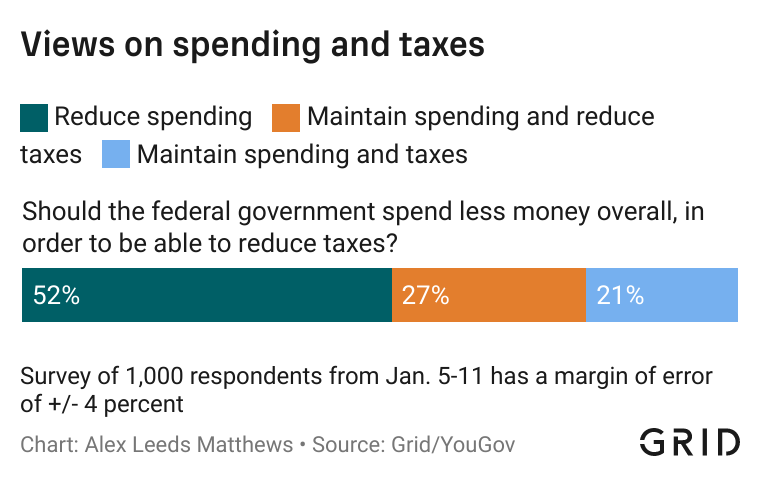 Views on spending and taxes
Reduce spending Maintain spending and reduce
taxes Maintain spending and taxes
Should the federal government spend less money overall, in
order to be able to reduce taxes?
52% 27% 21%
Survey of 1,000 respondents from Jan. 5-11 has a margin of error
of +/- 4 percent
Chart: Alex Leeds Matthews • Source: Grid/YouGov
GRID